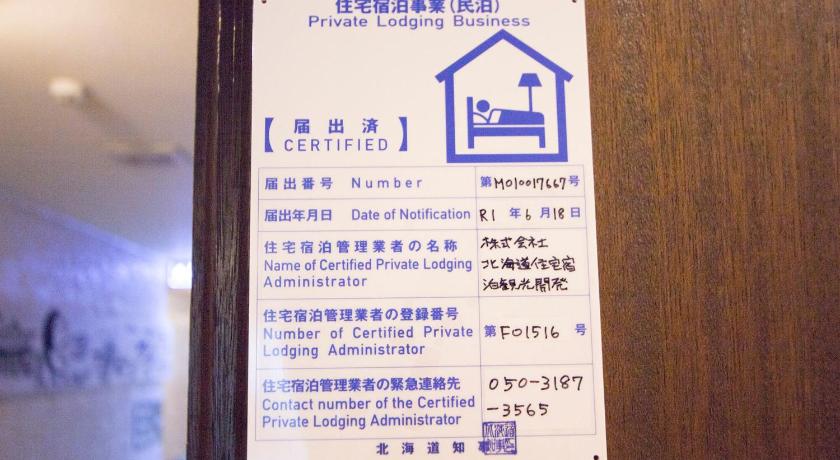 住宅宿泊事業(民泊)
Private Lodging Business
【届出済】
CERTIFIED
届出番号 Number 第M010017667号
届出年月日 Date of Notification R1年6月18日
住宅宿泊管理業者の名称
Name of Certified Private Lodging
Administrator
株式会社
北海道住宅宿
泊観光開発
住宅宿泊管理業者の登録番号
Number of Certified Private
Lodging Administrator
第F01516号
住宅宿泊管理業者の緊急連絡先
Contact number of the Certified
Private Lodging Administrator
050-3187
-3565
北海道知事